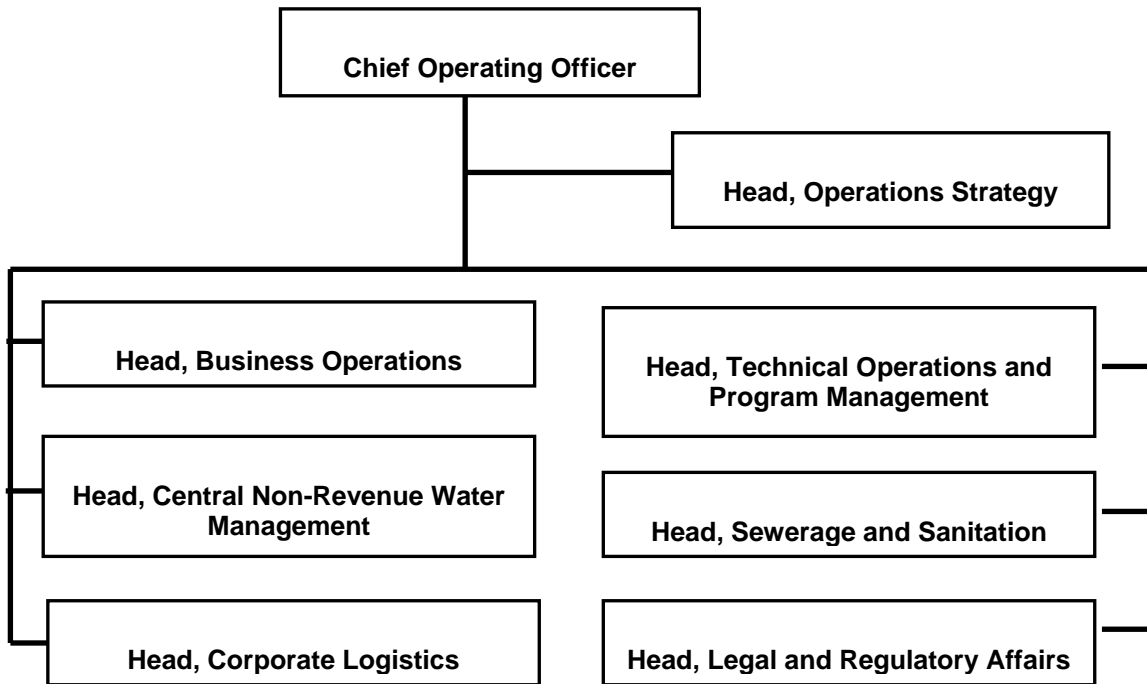 Chief Operating Officer
Head, Operations Strategy
Head, Business Operations
Head, Technical Operations and
Program Management
Head, Central Non-Revenue Water
Management
Head, Sewerage and Sanitation
Head, Corporate Logistics
Head, Legal and Regulatory Affairs